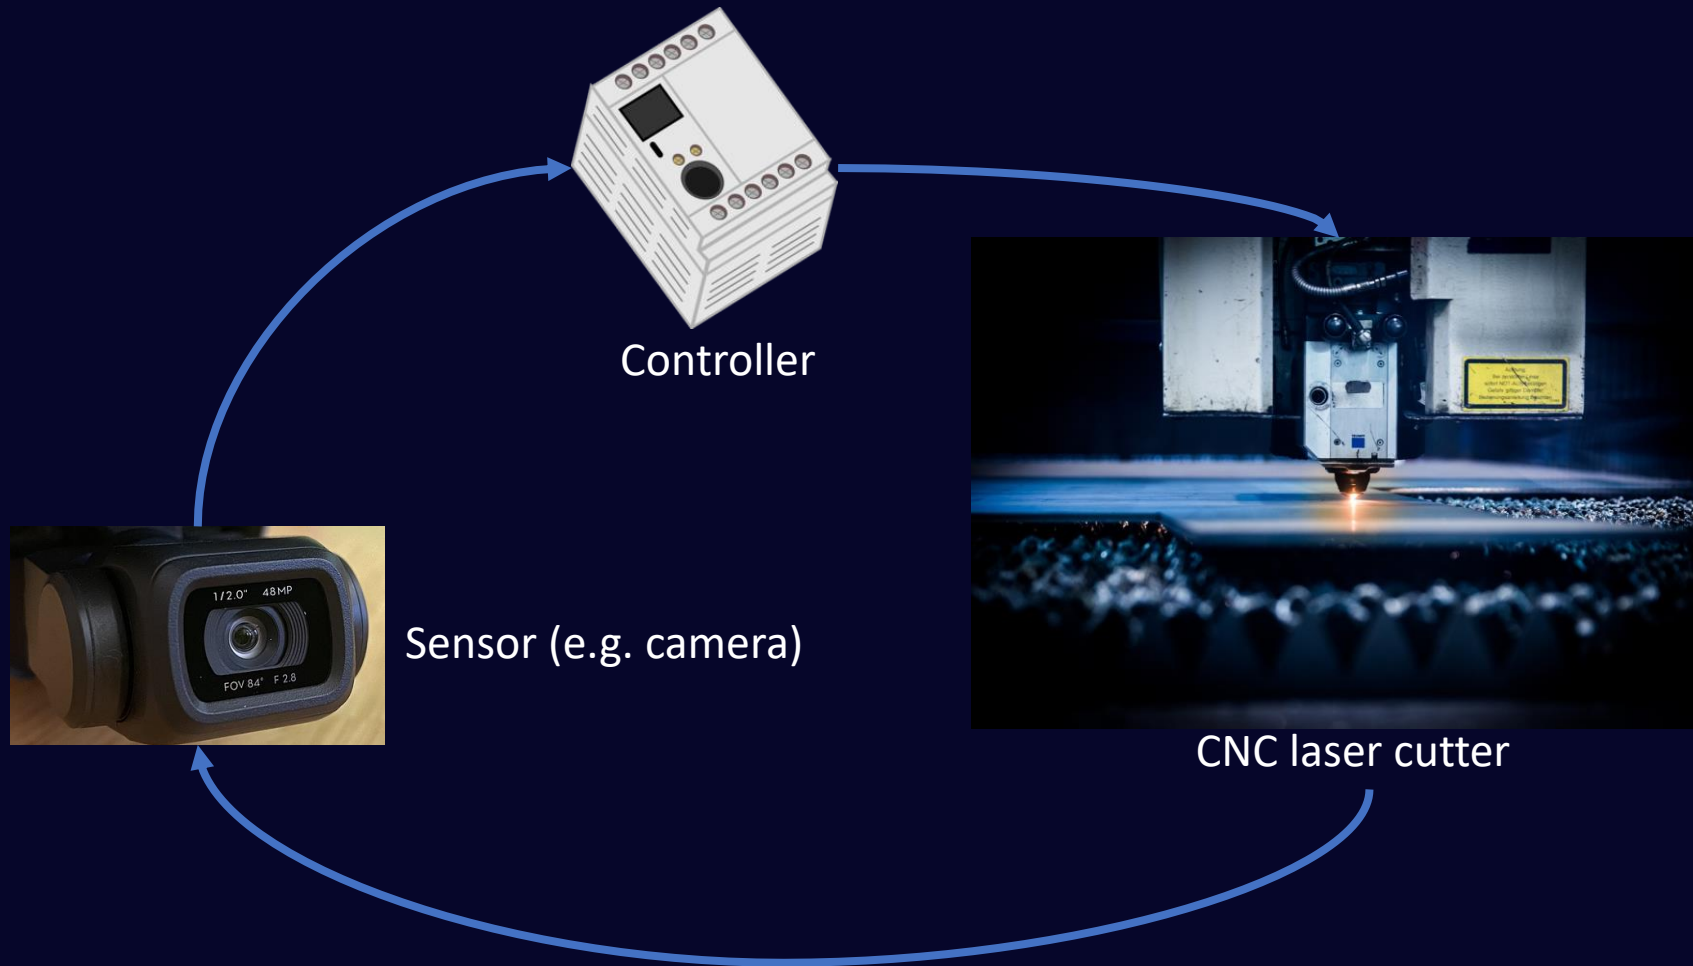 Controller
1/2.0" 48MP
FOV 84° F 2.8
Sensor (e.g. camera)
CNC laser cutter